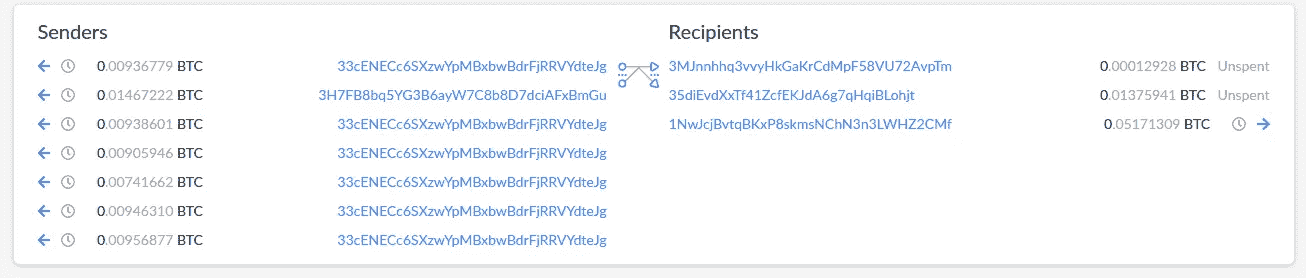 Senders Recipients
0.00936779 BTC 33cENECc6SXzwYpMBxbwBdrFjRRVYdteJg 3MJnnhhq3vvyHkGaKrCdMpF58VU72AvpTm 0.00012928 BTC Unspent
0.01467222 BTC 3H7FB8bq5YG3B6ayW7C8b8D7dciAFxBmGu 35diEvdXxTf41ZcfEKJdA6g7qHqiBLohjt 0.01375941 BTC Unspent
0.00938601 BTC 33cENECc6SXzwYpMBxbwBdrFjRRVYdteJg 1NwJcjBvtqBKxP8skmsNChN3n3LWHZ2CMf 0.05171309 BTC
0.00905946 BTC 33cENECc6SXzwYpMBxbwBdrFjRRVYdteJg
0.00741662 BTC 33cENECc6SXzwYpMBxbwBdrFjRRVYdteJg
0.00946310 BTC 33cENECc6SXzwYpMBxbwBdrFjRRVYdteJg
0.00956877 BTC 33cENECc6SXzwYpMBxbwBdrFjRRVYdteJg